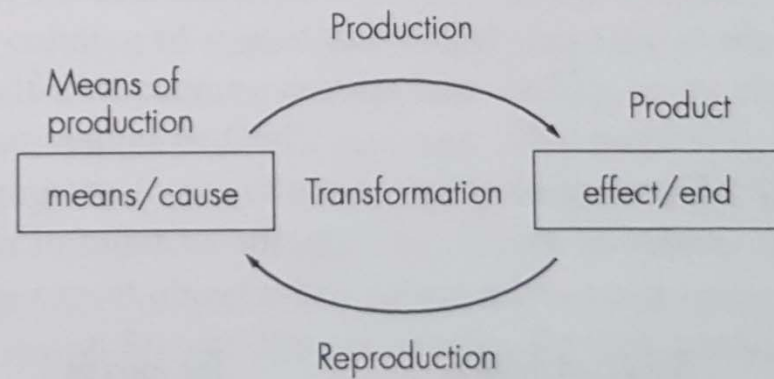 Production
Means of
production
Product
means/cause
Transformation
effect/end
Reproduction